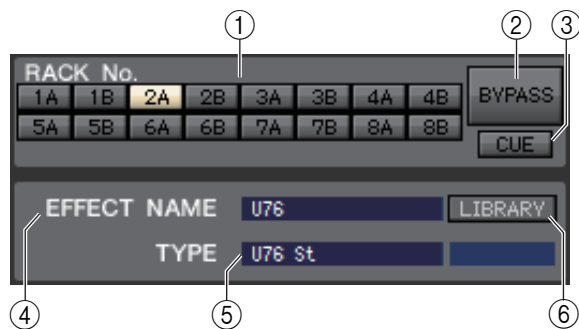 ① ② ③
RACK No.
1A 1B 2A 2B 3A 3B 4A 4B BYPASS
5A 5B 6A 6B 7A 7B 8A 8B CUE
EFFECT NAME U76 LIBRARY
TYPE U76 St
④ ⑤ ⑥